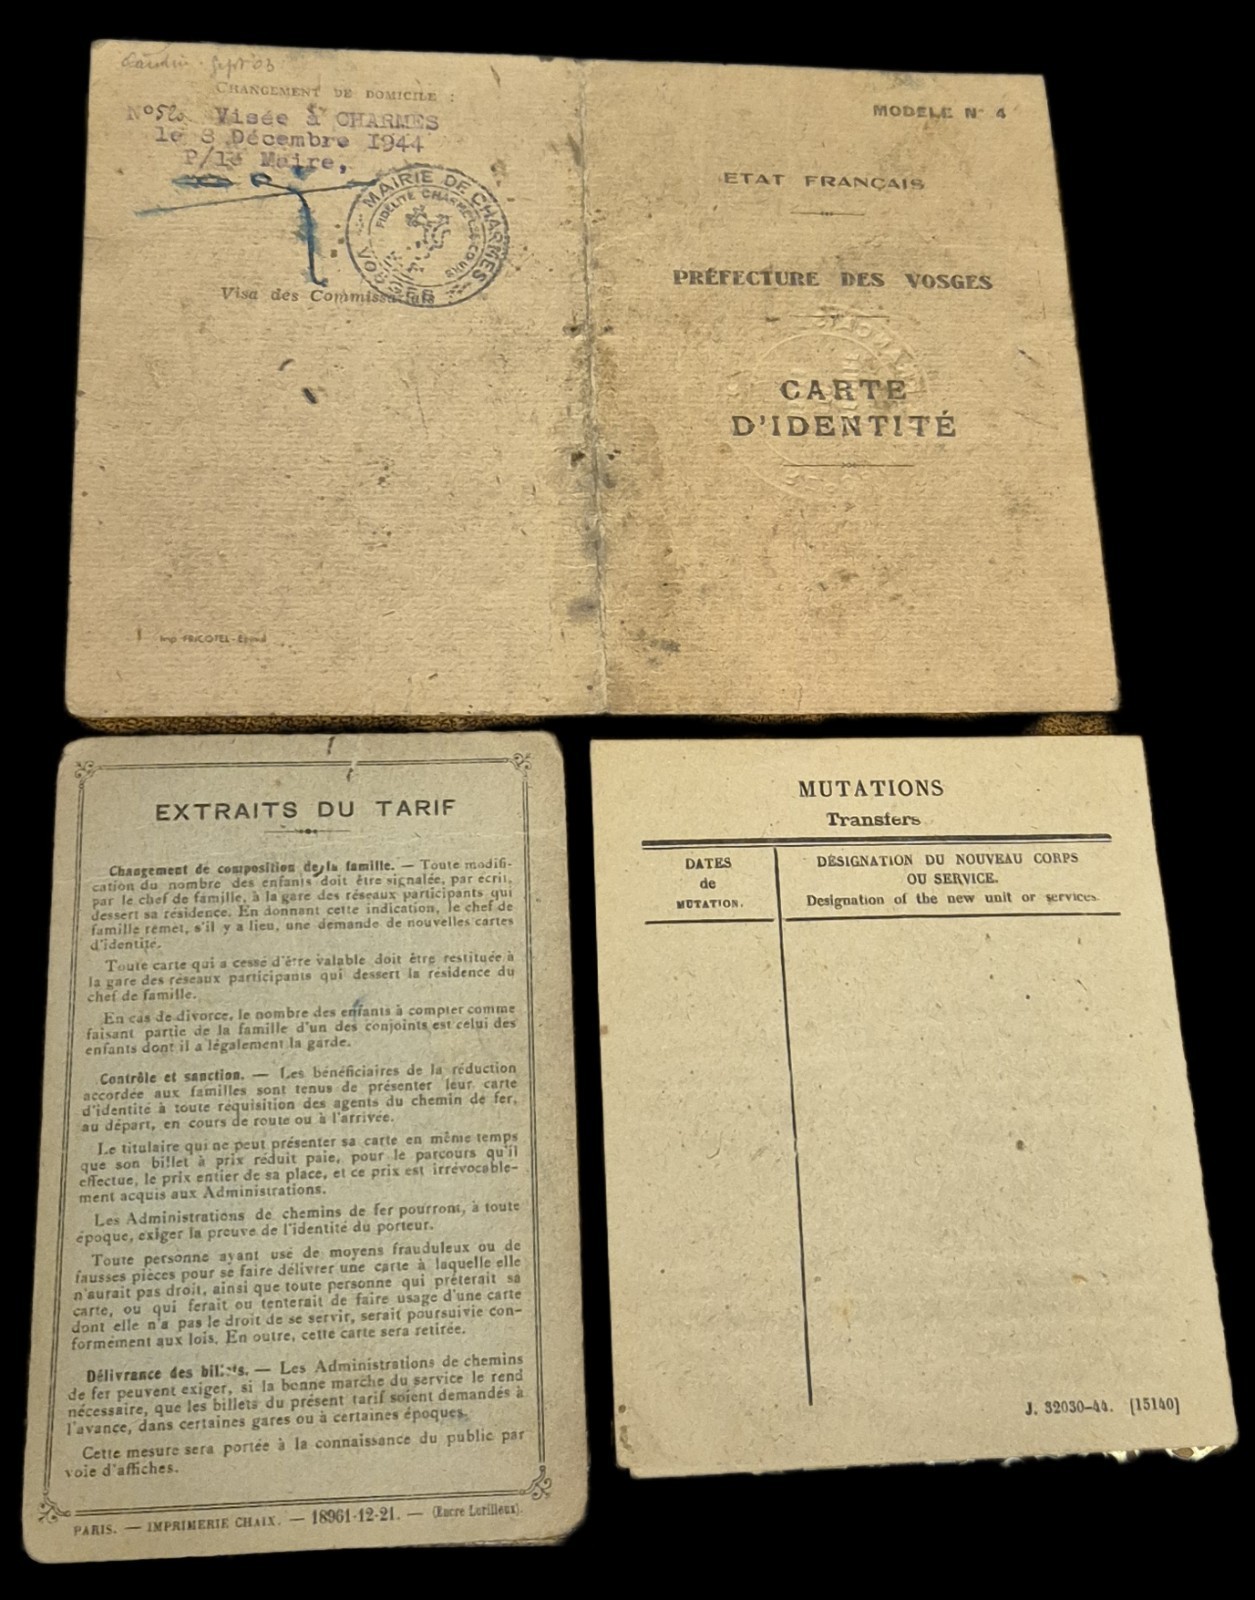 CHANGEMENT DE DOMICILE :
N°520 Visée à CHARMES
le 8 Décembre 1944
P/le Maire,
MAIRIE DE CHARMES
VOSGES
FIDELITE CHARME LES COEURS
Visa des Commissariats
Imp FRICOTEL - Epinal
MODELE N° 4
ETAT FRANÇAIS
PRÉFECTURE DES VOSGES
CARTE
D'IDENTITÉ
EXTRAITS DU TARIF
Changement de composition de la famille. — Toute modifi-
cation du nombre des enfants doit être signalée, par écrit,
par le chef de famille, à la gare des réseaux participants qui
dessert sa résidence. En donnant cette indication, le chef de
famille remet, s'il y a lieu, une demande de nouvelles cartes
d'identité.
Toute carte qui a cessé d'être valable doit être restituée à
la gare des réseaux participants qui dessert la résidence du
chef de famille.
En cas de divorce, le nombre des enfants à compter comme
faisant partie de la famille d'un des conjoints est celui des
enfants dont il a légalement la garde.
Contrôle et sanction. — Les bénéficiaires de la réduction
accordée aux familles sont tenus de présenter leur carte
d'identité à toute réquisition des agents du chemin de fer,
au départ, en cours de route ou à l'arrivée.
Le titulaire qui ne peut présenter sa carte en même temps
que son billet à prix réduit paie, pour le parcours qu'il
effectue, le prix entier de sa place, et ce prix est irrévocable-
ment acquis aux Administrations.
Les Administrations de chemins de fer pourront, à toute
époque, exiger la preuve de l'identité du porteur.
Toute personne ayant usé de moyens frauduleux ou de
fausses pièces pour se faire délivrer une carte à laquelle elle
n'aurait pas droit, ainsi que toute personne qui prêterait sa
carte, ou qui ferait ou tenterait de faire usage d'une carte
dont elle n'a pas le droit de se servir, serait poursuivie con-
formément aux lois. En outre, cette carte sera retirée.
Délivrance des billets. — Les Administrations de chemins
de fer peuvent exiger, si la bonne marche du service le rend
nécessaire, que les billets du présent tarif soient demandés à
l'avance, dans certaines gares ou à certaines époques.
Cette mesure sera portée à la connaissance du public par
voie d'affiches.
PARIS. — IMPRIMERIE CHAIX. — 18961-12-21. — (Encre Lorilleux).
MUTATIONS
Transfers
DATES
de
MUTATION.
DÉSIGNATION DU NOUVEAU CORPS
OU SERVICE.
Designation of the new unit or services.
J. 32030-44. [15140]